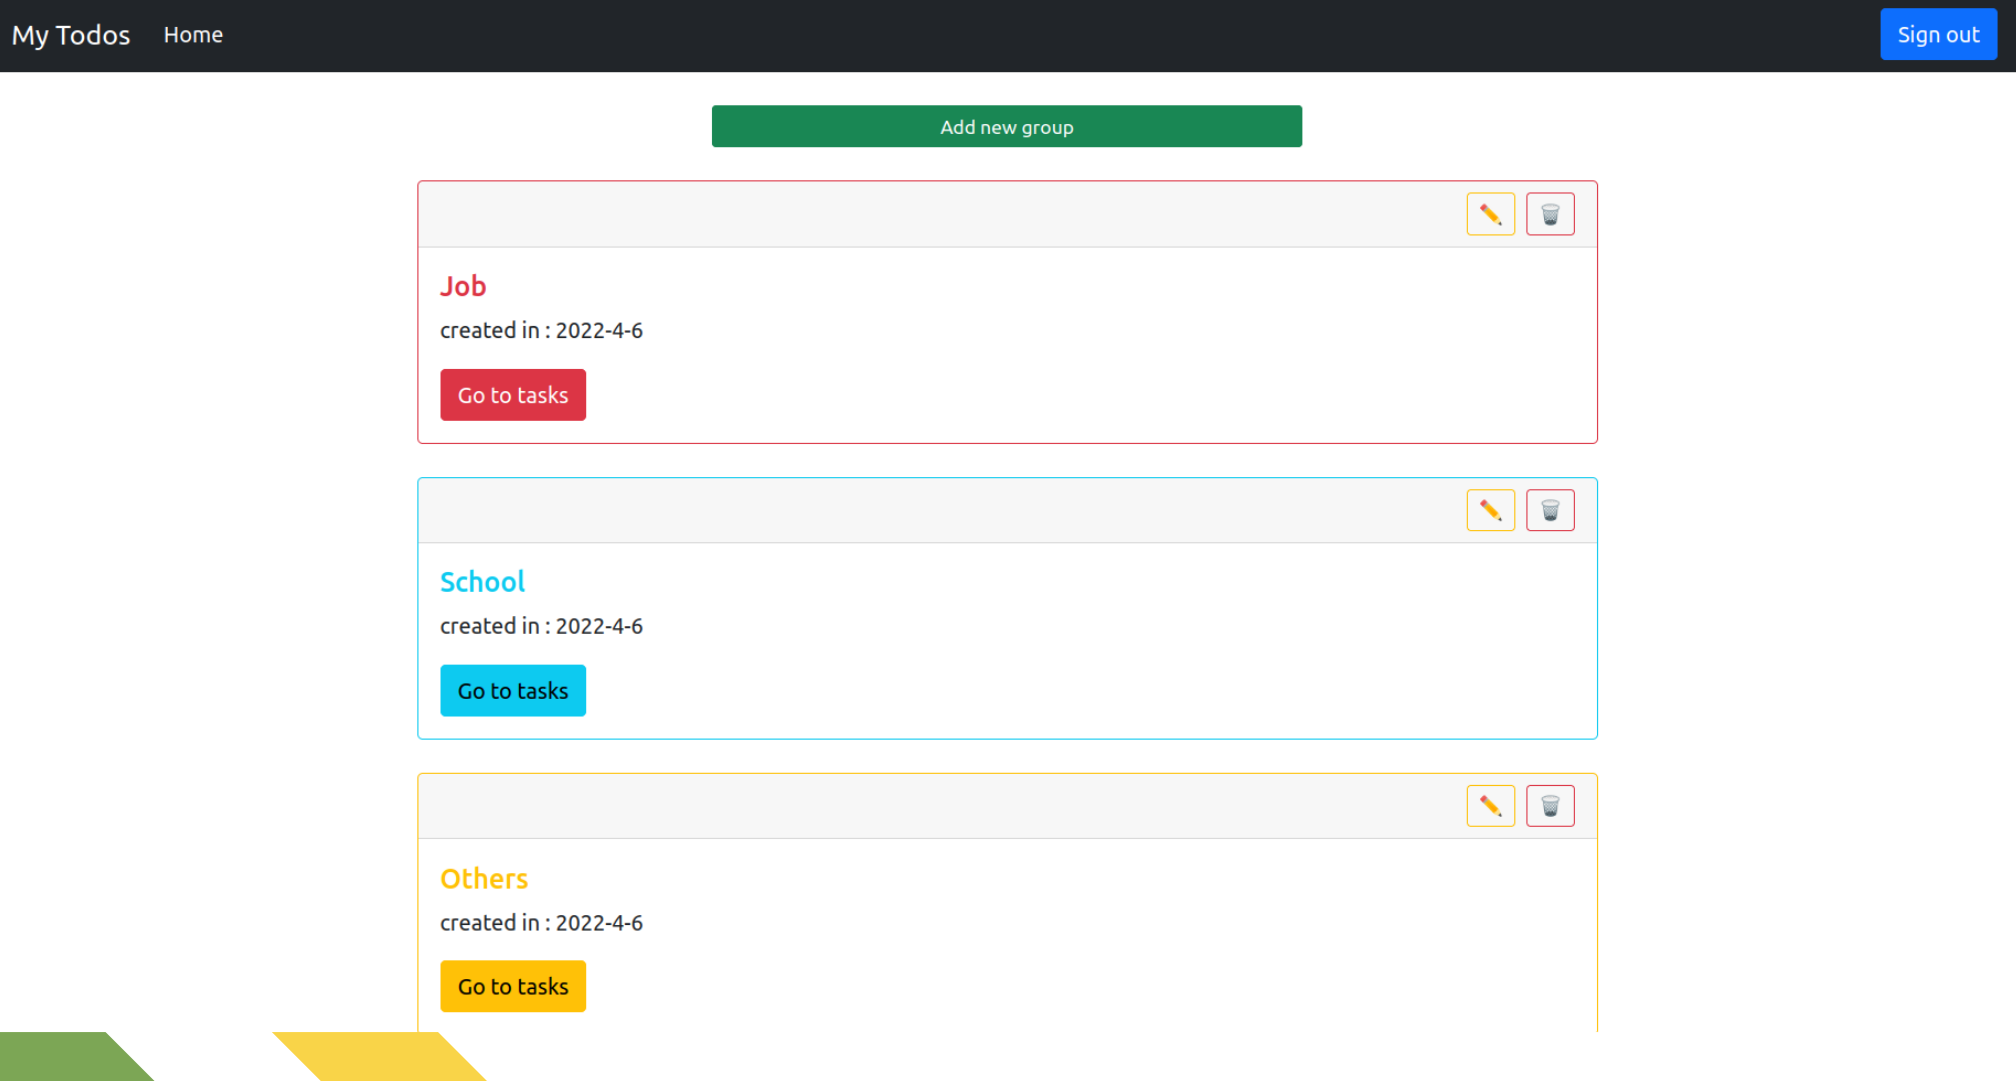 My Todos Home Sign out
Add new group
Job
created in : 2022-4-6
Go to tasks
School
created in : 2022-4-6
Go to tasks
Others
created in : 2022-4-6
Go to tasks